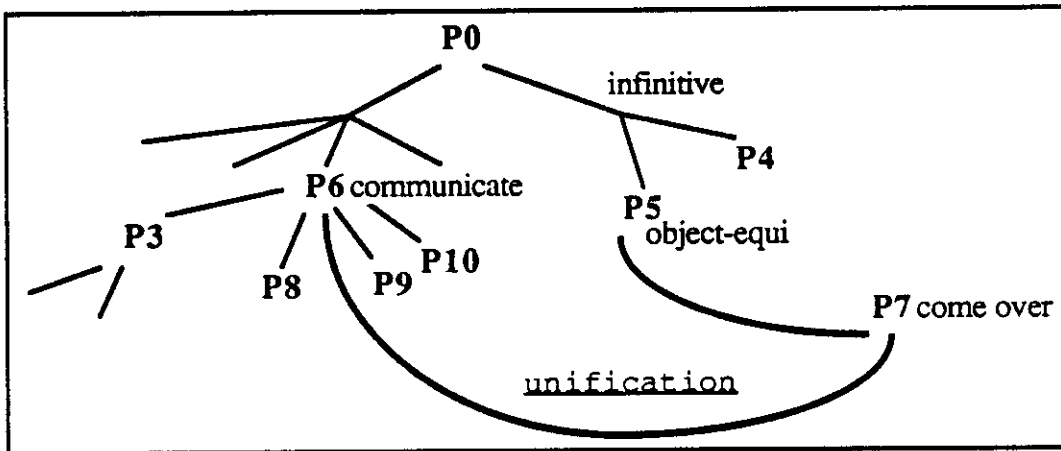 P0
infinitive
P4
P6 communicate
P5
object-equi
P3
P8
P9
P10
P7 come over
unification